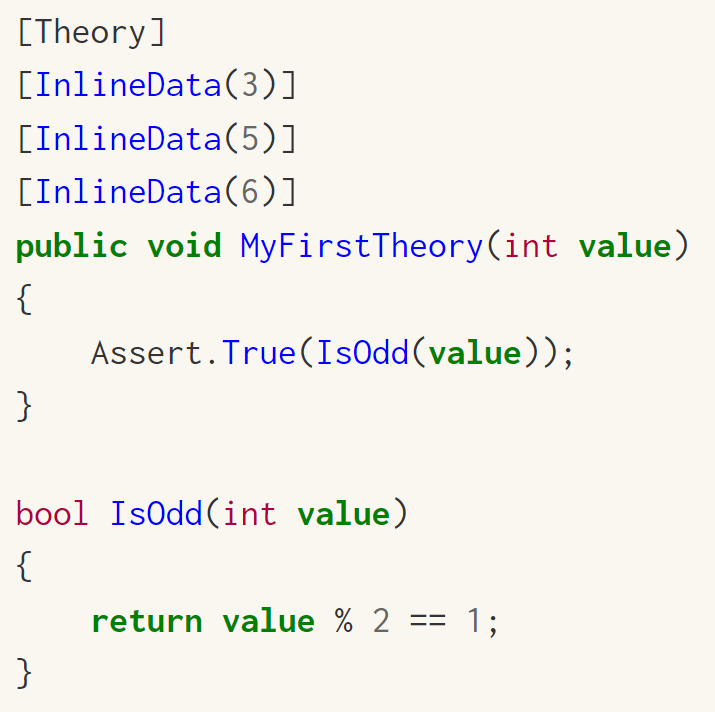 [Theory]
[InlineData(3)]
[InlineData(5)]
[InlineData(6)]
public void MyFirstTheory(int value)
{
    Assert.True(IsOdd(value));
}

bool IsOdd(int value)
{
    return value % 2 == 1;
}